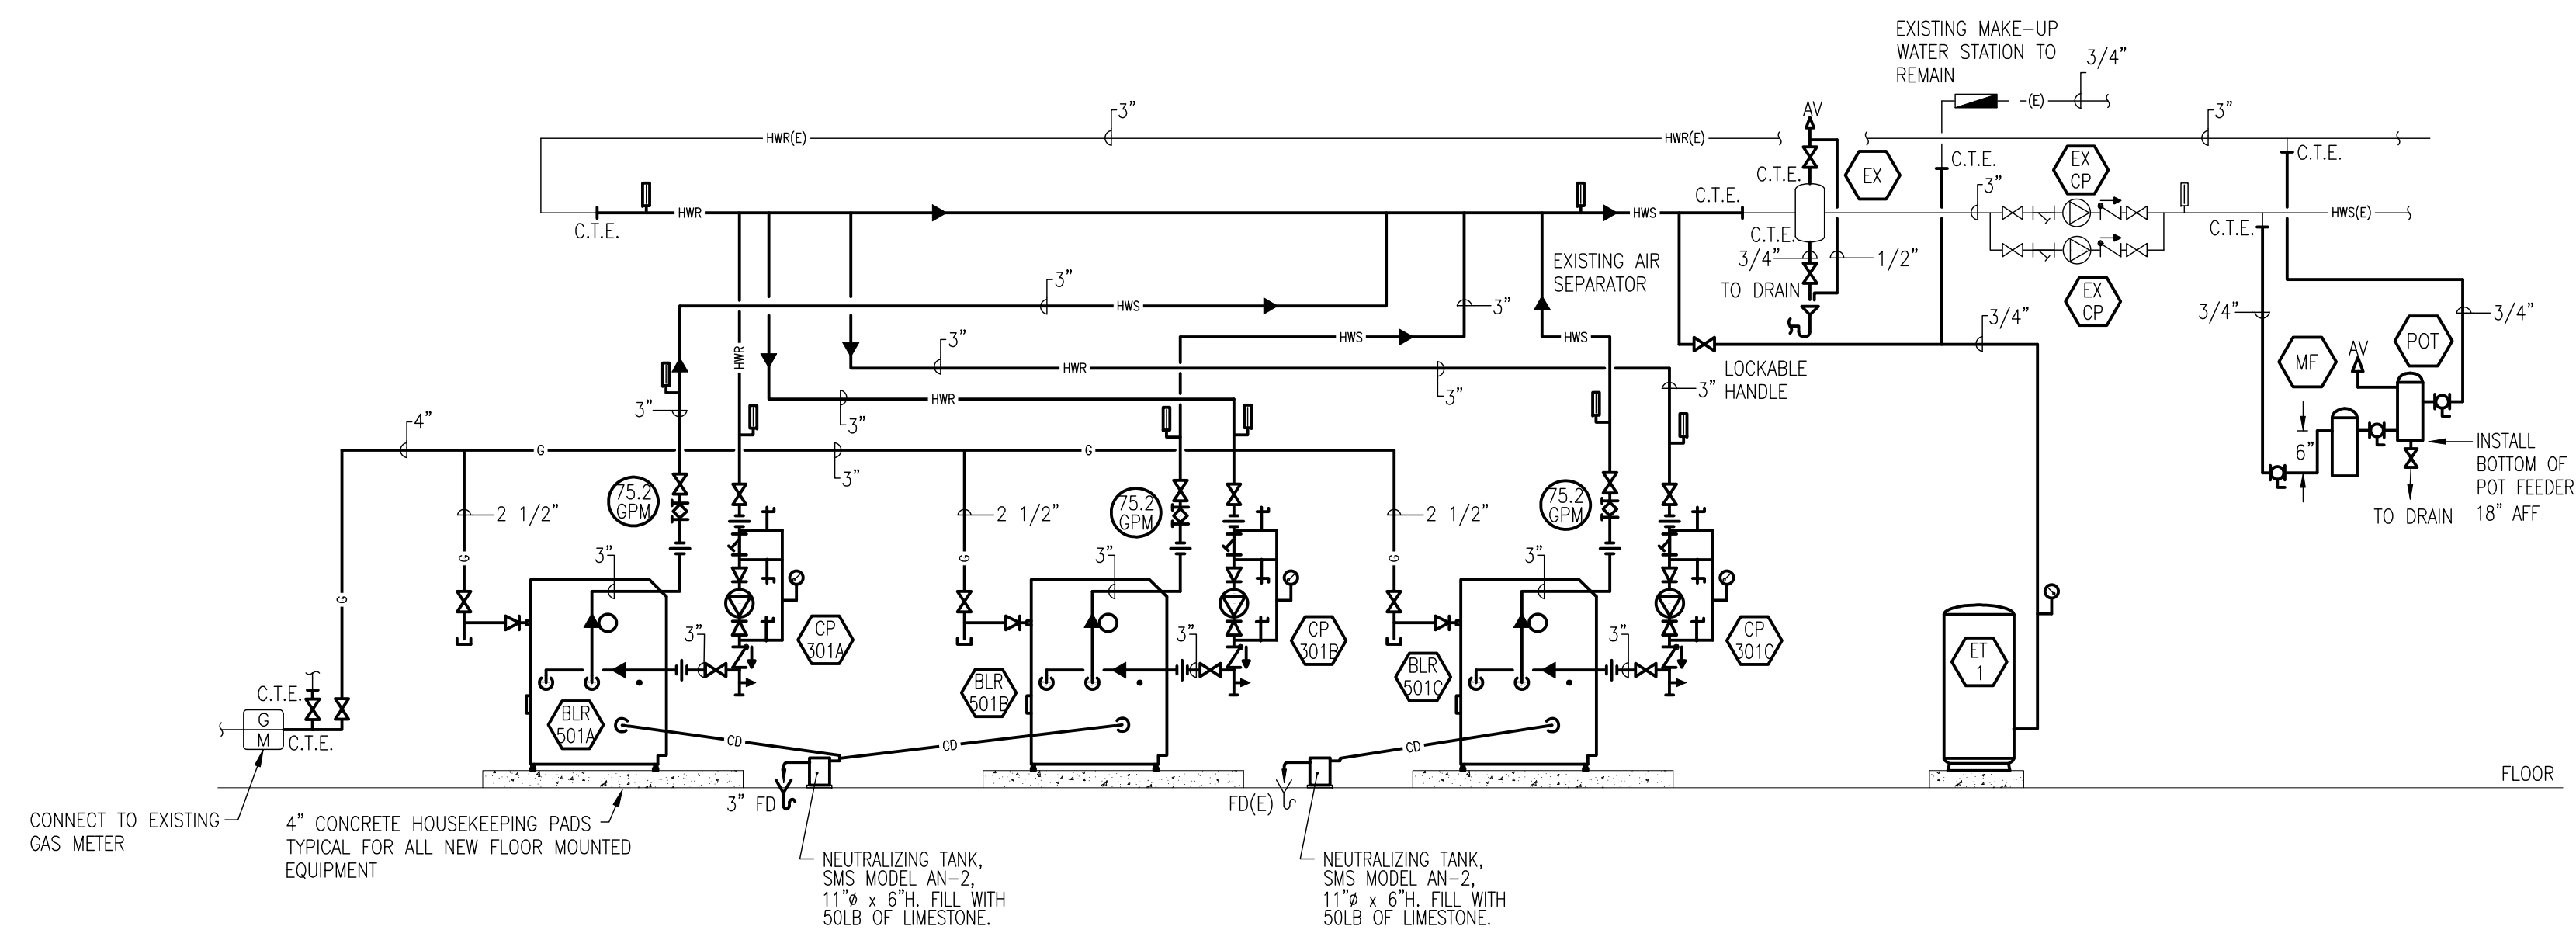 EXISTING MAKE-UP
WATER STATION TO
REMAIN
3/4"
(E)
AV
3"
HWR(E)
HWR(E)
3"
C.T.E.
C.T.E.
C.T.E.
EX
EX
CP
C.T.E.
HWR
HWS
3"
HWS(E)
C.T.E.
C.T.E.
C.T.E.
3/4"
1/2"
EXISTING AIR
SEPARATOR
TO DRAIN
EX
CP
3"
HWS
3"
3/4"
3/4"
3/4"
HWR
HWS
HWS
3"
HWR
3"
3"
LOCKABLE
HANDLE
MF
AV
POT
3"
3"
HWR
3"
4"
G
3"
G
6"
INSTALL
BOTTOM OF
POT FEEDER
18" AFF
TO DRAIN
75.2
GPM
75.2
GPM
75.2
GPM
2 1/2"
2 1/2"
2 1/2"
3"
3"
3"
G
G
G
G
CP
301A
CP
301B
CP
301C
3"
3"
3"
BLR
501A
BLR
501B
BLR
501C
ET
1
C.T.E.
G
M
C.T.E.
CD
CD
CD
FLOOR
3" FD
FD(E)
CONNECT TO EXISTING
GAS METER
4" CONCRETE HOUSEKEEPING PADS
TYPICAL FOR ALL NEW FLOOR MOUNTED
EQUIPMENT
NEUTRALIZING TANK,
SMS MODEL AN-2,
11"ø x 6"H. FILL WITH
50LB OF LIMESTONE.
NEUTRALIZING TANK,
SMS MODEL AN-2,
11"ø x 6"H. FILL WITH
50LB OF LIMESTONE.